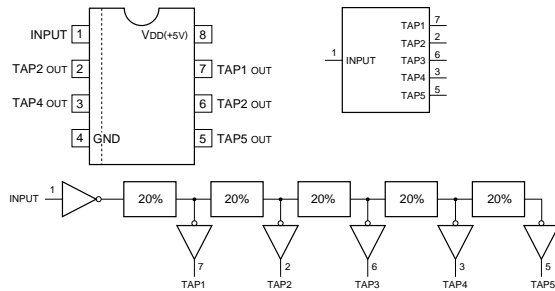 INPUT 1 VDD(+5V) 8
TAP2 OUT 2 7 TAP1 OUT
TAP4 OUT 3 6 TAP2 OUT
4 GND 5 TAP5 OUT
TAP1 7
TAP2 2
1 INPUT TAP3 6
TAP4 3
TAP5 5
INPUT 1 20% 20% 20% 20% 20%
7 2 6 3 5
TAP1 TAP2 TAP3 TAP4 TAP5